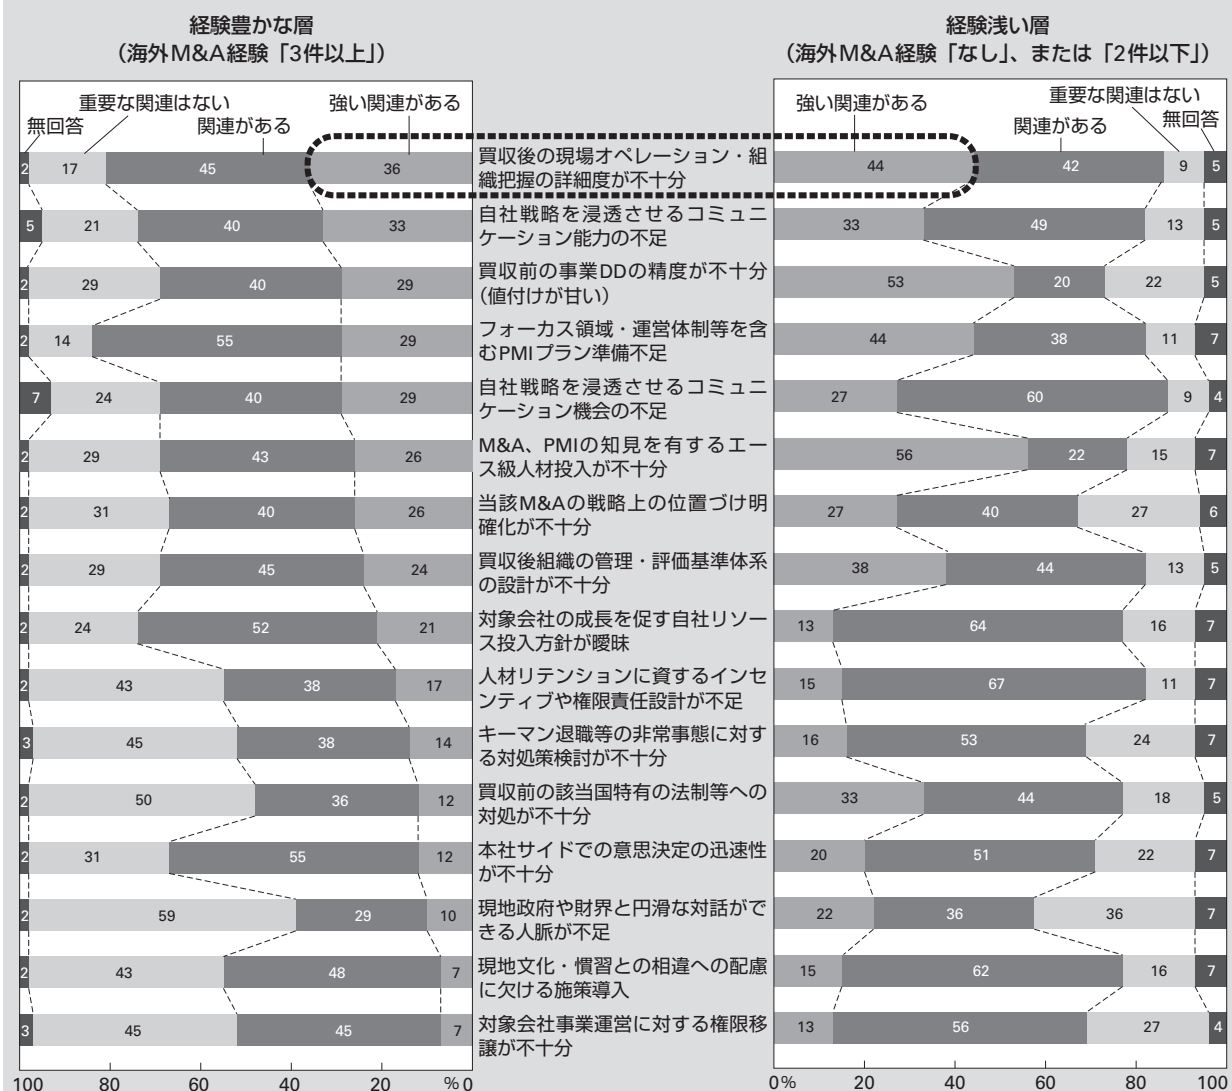 経験豊かな層
（海外M&A経験「3件以上」）
経験浅い層
（海外M&A経験「なし」、または「2件以下」）
無回答
重要な関連はない
関連がある
強い関連がある
強い関連がある
関連がある
重要な関連はない
無回答
2 17 45 36
買収後の現場オペレーション・組
織把握の詳細度が不十分
44 42 9 5
5 21 40 33
自社戦略を浸透させるコミュニ
ケーション能力の不足
33 49 13 5
2 29 40 29
買収前の事業DDの精度が不十分
（値付けが甘い）
53 20 22 5
2 14 55 29
フォーカス領域・運営体制等を含
むPMIプラン準備不足
44 38 11 7
7 24 40 29
自社戦略を浸透させるコミュニ
ケーション機会の不足
27 60 9 4
2 29 43 26
M&A、PMIの知見を有するエー
ス級人材投入が不十分
56 22 15 7
2 31 40 26
当該M&Aの戦略上の位置づけ明
確化が不十分
27 40 27 6
2 29 45 24
買収後組織の管理・評価基準体系
の設計が不十分
38 44 13 5
2 24 52 21
対象会社の成長を促す自社リソー
ス投入方針が曖昧
13 64 16 7
2 43 38 17
人材リテンションに資するインセ
ンティブや権限責任設計が不足
15 67 11 7
3 45 38 14
キーマン退職等の非常事態に対す
る対処策検討が不十分
16 53 24 7
2 50 36 12
買収前の該当国特有の法制等への
対処が不十分
33 44 18 5
2 31 55 12
本社サイドでの意思決定の迅速性
が不十分
20 51 22 7
2 59 29 10
現地政府や財界と円滑な対話がで
きる人脈が不足
22 36 36 7
2 43 48 7
現地文化・慣習との相違への配慮
に欠ける施策導入
15 62 16 7
3 45 45 7
対象会社事業運営に対する権限移
譲が不十分
13 56 27 4
100 80 60 40 20 % 0
0% 20 40 60 80 100